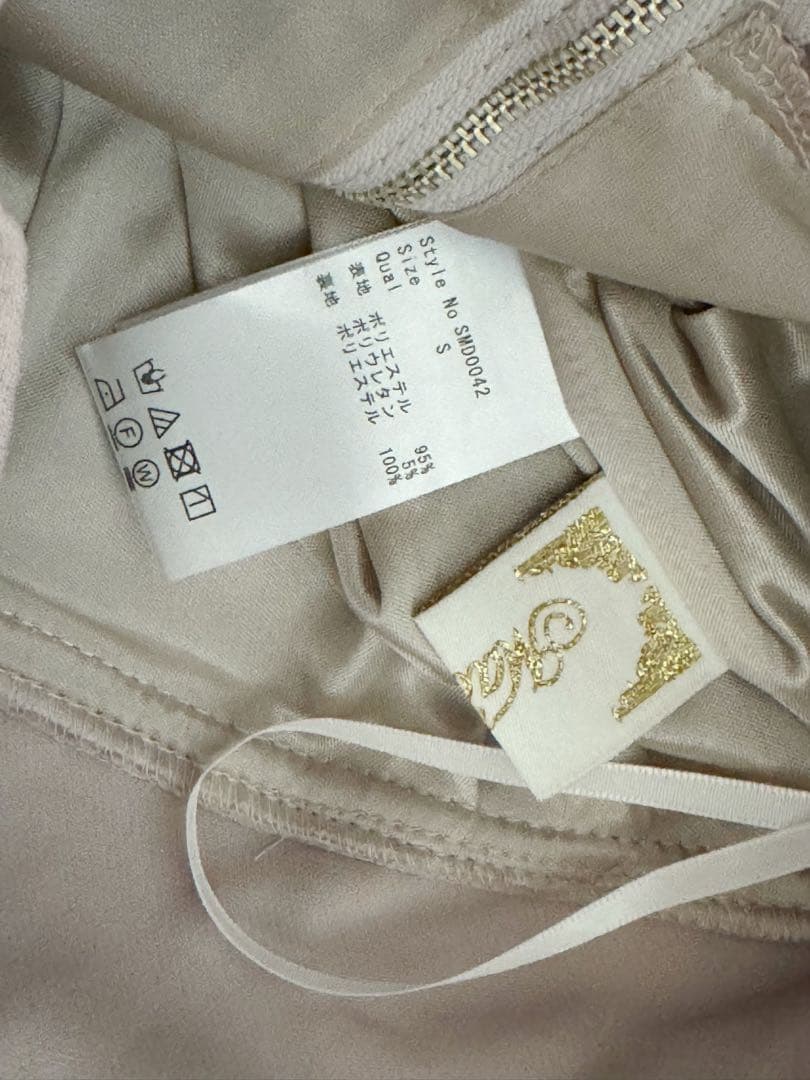 Style No SMD0042
Size S
Qual
表地 ポリエステル 95%
ポリウレタン 5%
裏地 ポリエステル 100%
F
W